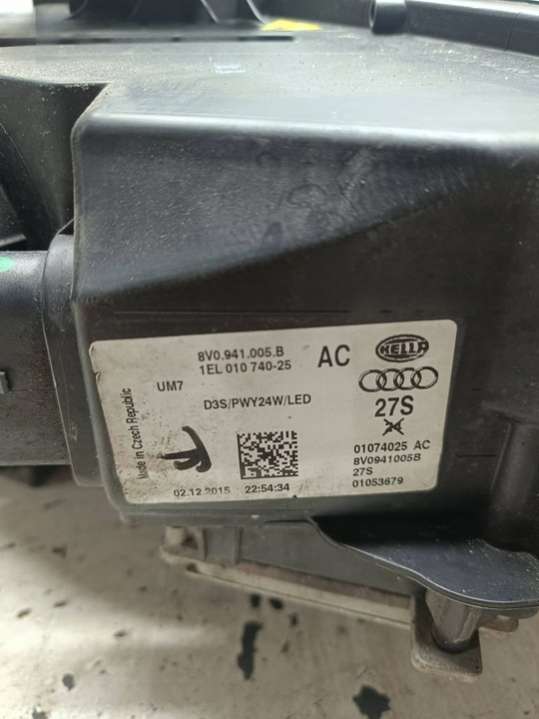 8V0.941.005.B
1EL 010 740-25
AC
HELLA
UM7
D3S/PWY24W/LED
27S
Made in Czech Republic
02.12.2015 22:54:34
01074025 AC
8V0941005B
27S
01053679